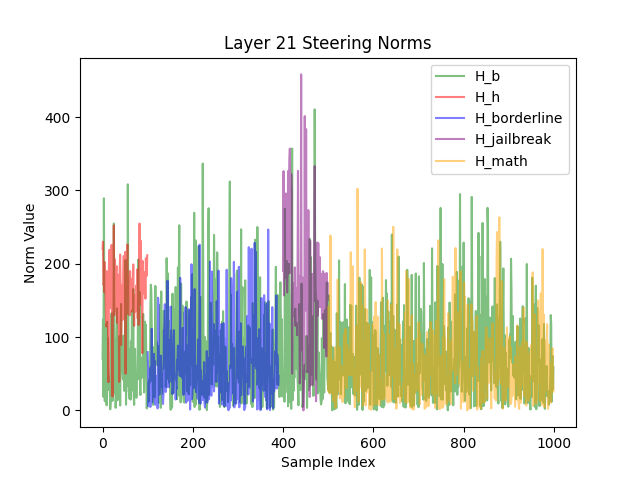 Layer 21 Steering Norms
H_b
H_h
H_borderline
H_jailbreak
H_math
Norm Value
400
300
200
100
0
0
200
400
600
800
1000
Sample Index